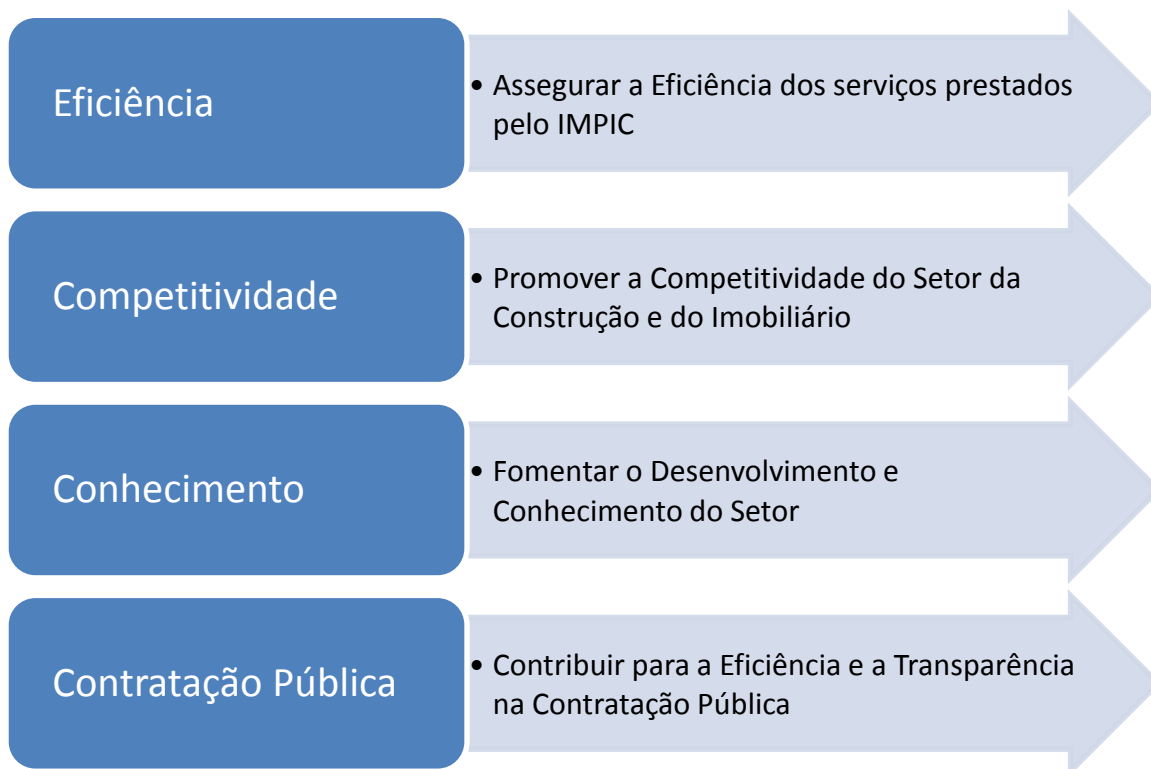 Eficiência
• Assegurar a Eficiência dos serviços prestados
pelo IMPIC
Competitividade
• Promover a Competitividade do Setor da
Construção e do Imobiliário
Conhecimento
• Fomentar o Desenvolvimento e
Conhecimento do Setor
Contratação Pública
• Contribuir para a Eficiência e a Transparência
na Contratação Pública